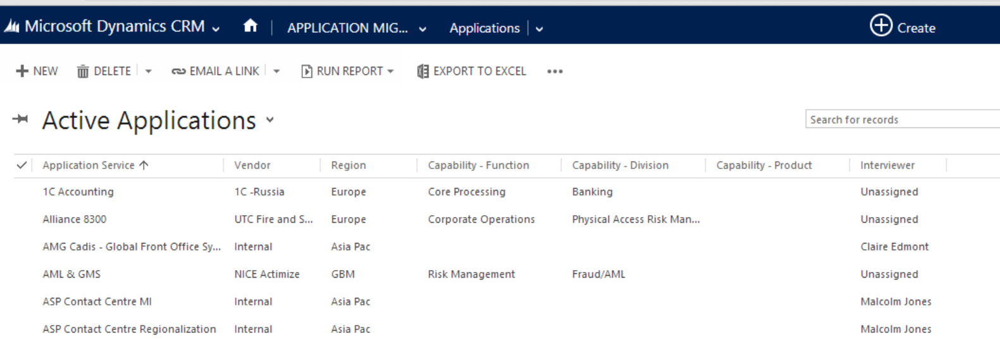 Microsoft Dynamics CRM APPLICATION MIG... Applications Create
NEW DELETE EMAIL A LINK RUN REPORT EXPORT TO EXCEL •••
Active Applications Search for records
Application Service ↑ Vendor Region Capability - Function Capability - Division Capability - Product Interviewer
1C Accounting 1C -Russia Europe Core Processing Banking Unassigned
Alliance 8300 UTC Fire and S... Europe Corporate Operations Physical Access Risk Man... Unassigned
AMG Cadis - Global Front Office Sy... Internal Asia Pac Claire Edmont
AML & GMS NICE Actimize GBM Risk Management Fraud/AML Unassigned
ASP Contact Centre MI Internal Asia Pac Malcolm Jones
ASP Contact Centre Regionalization Internal Asia Pac Malcolm Jones